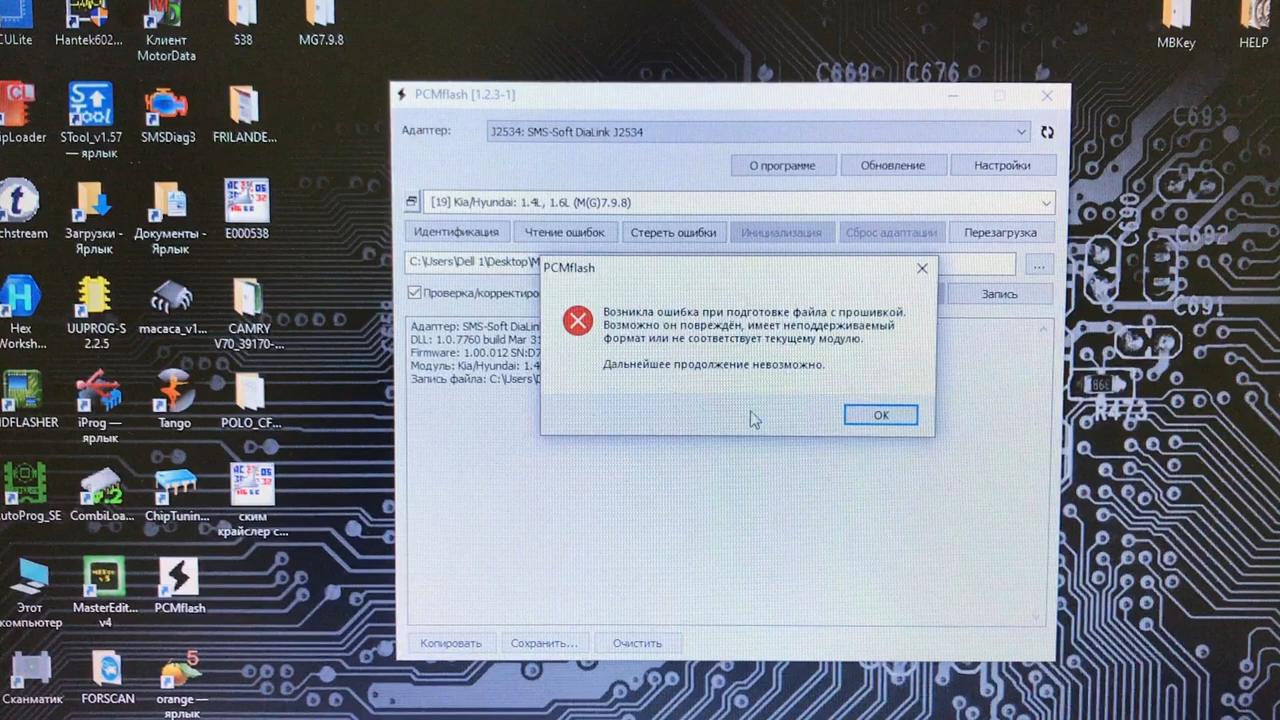 CULite
Hantek602...
Клиент
MotorData
538
MG7.9.8
MBKey
HELP
ipLoader
STool_v1.57
— ярлык
SMSDiag3
FRILANDE...
chstream
Загрузки -
Ярлык
Документы -
Ярлык
E000538
Hex
Worksh...
UUPROG-S
2.2.5
macaca_v1...
CAMRY
V70_39170-...
DFLASHER
iProg —
ярлык
Tango
POLO_CF...
utoProg_SE
CombiLoa...
ChipTunin...
ским
крайслер с...
Этот
компьютер
MasterEdit...
v4
PCMflash
Сканматик
FORSCAN
orange —
ярлык
PCMflash [1.2.3-1]
Адаптер:
J2534: SMS-Soft DiaLink J2534
О программе
Обновление
Настройки
[19] Kia/Hyundai: 1.4L, 1.6L (M(G)7.9.8)
Идентификация
Чтение ошибок
Стереть ошибки
Инициализация
Сброс адаптации
Перезагрузка
C:\Users\Dell 1\Desktop\M
...
Проверка/корректиро
Запись
Адаптер: SMS-Soft DiaLin
DLL: 1.0.7760 build Mar 31
Firmware: 1.00.012 SN:D7
Модуль: Kia/Hyundai: 1.4
Запись файла: C:\Users\D
PCMflash
Возникла ошибка при подготовке файла с прошивкой.
Возможно он повреждён, имеет неподдерживаемый
формат или не соответствует текущему модулю.
Дальнейшее продолжение невозможно.
OK
Копировать
Сохранить...
Очистить
C669
C676
C693
C690
C692
C691
R473